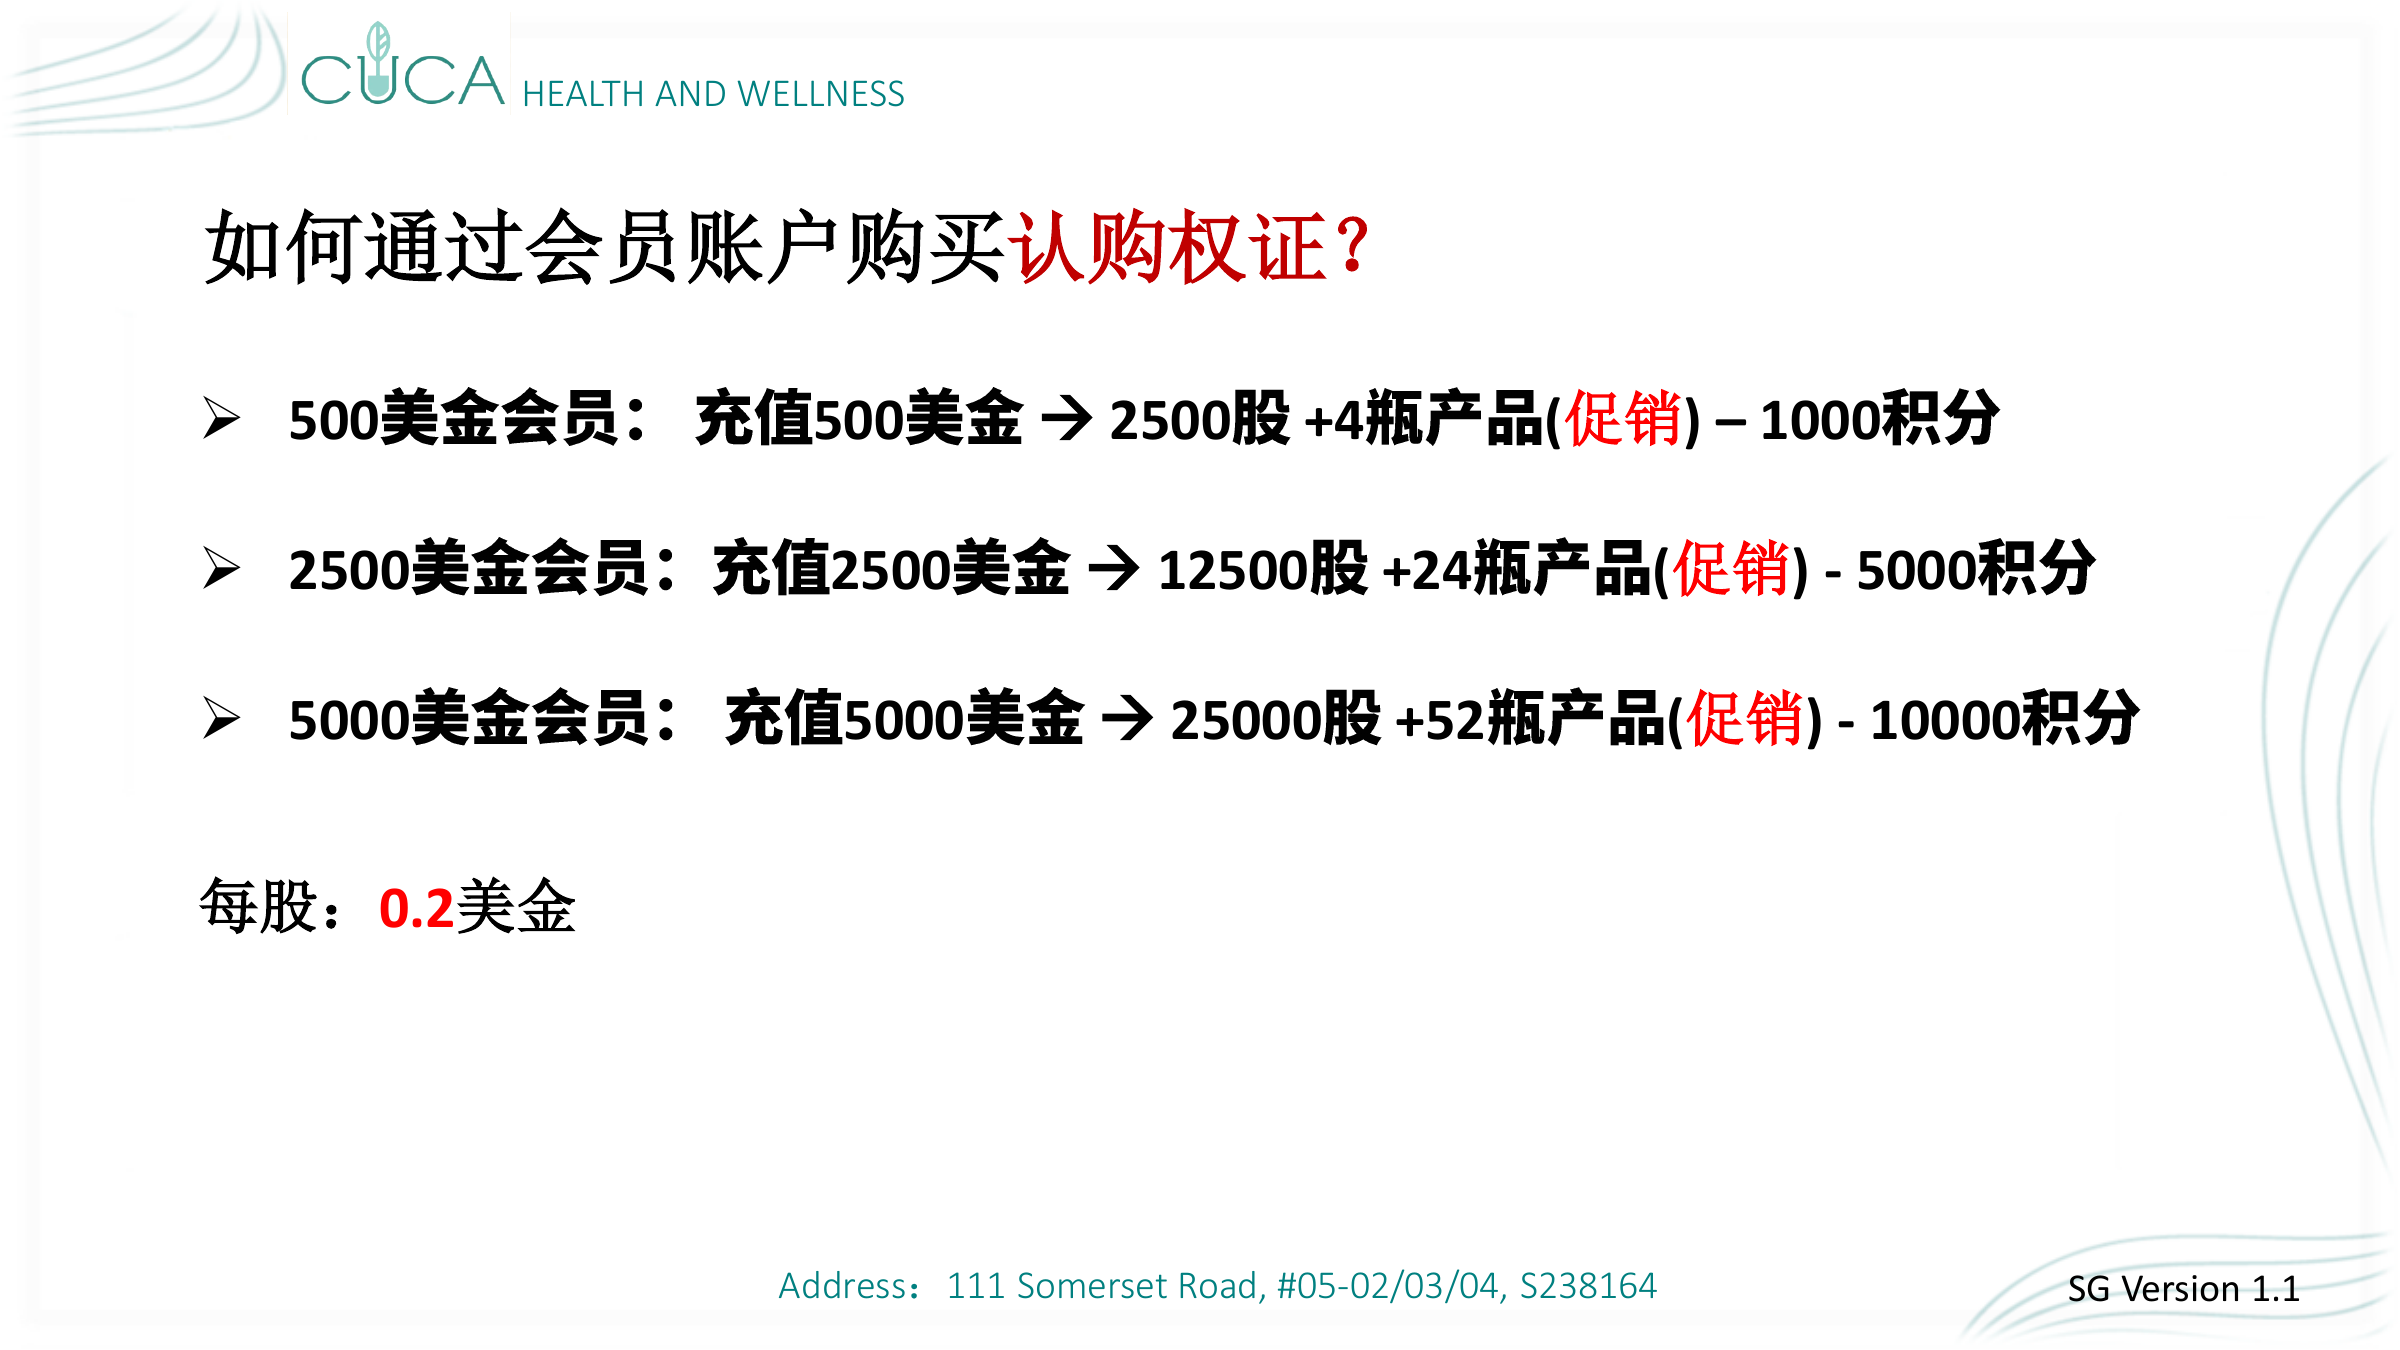 CUCA HEALTH AND WELLNESS
如何通过会员账户购买认购权证？
➢ 500美金会员： 充值500美金 → 2500股 +4瓶产品(促销) – 1000积分
➢ 2500美金会员：充值2500美金 → 12500股 +24瓶产品(促销) - 5000积分
➢ 5000美金会员： 充值5000美金 → 25000股 +52瓶产品(促销) - 10000积分
每股：0.2美金
Address：111 Somerset Road, #05-02/03/04, S238164
SG Version 1.1